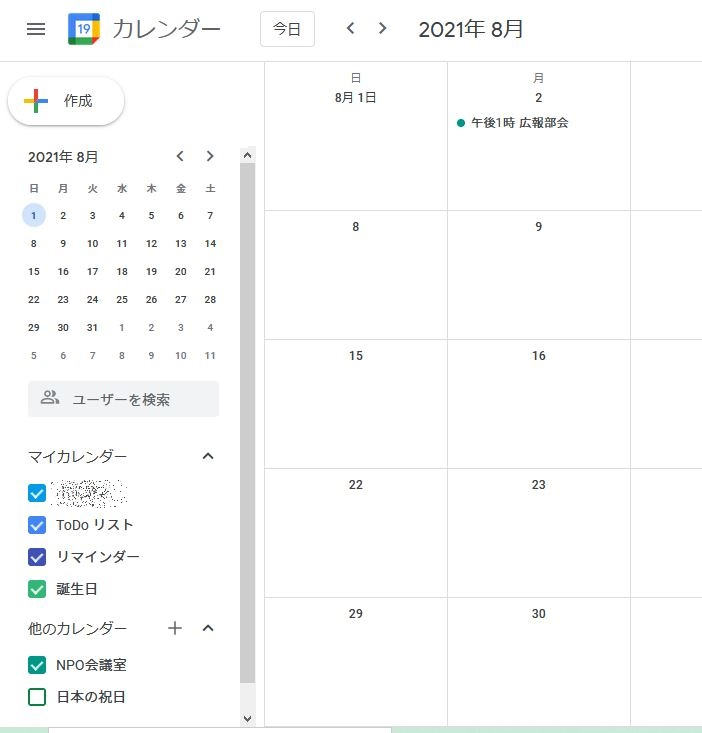 19 カレンダー 今日 2021年 8月
作成
2021年 8月
日 月 火 水 木 金 土
1 2 3 4 5 6 7
8 9 10 11 12 13 14
15 16 17 18 19 20 21
22 23 24 25 26 27 28
29 30 31 1 2 3 4
5 6 7 8 9 10 11
ユーザーを検索
マイカレンダー
ToDo リスト
リマインダー
誕生日
他のカレンダー
NPO会議室
日本の祝日
日 月
8月 1日 2
午後1時 広報部会
8 9
15 16
22 23
29 30